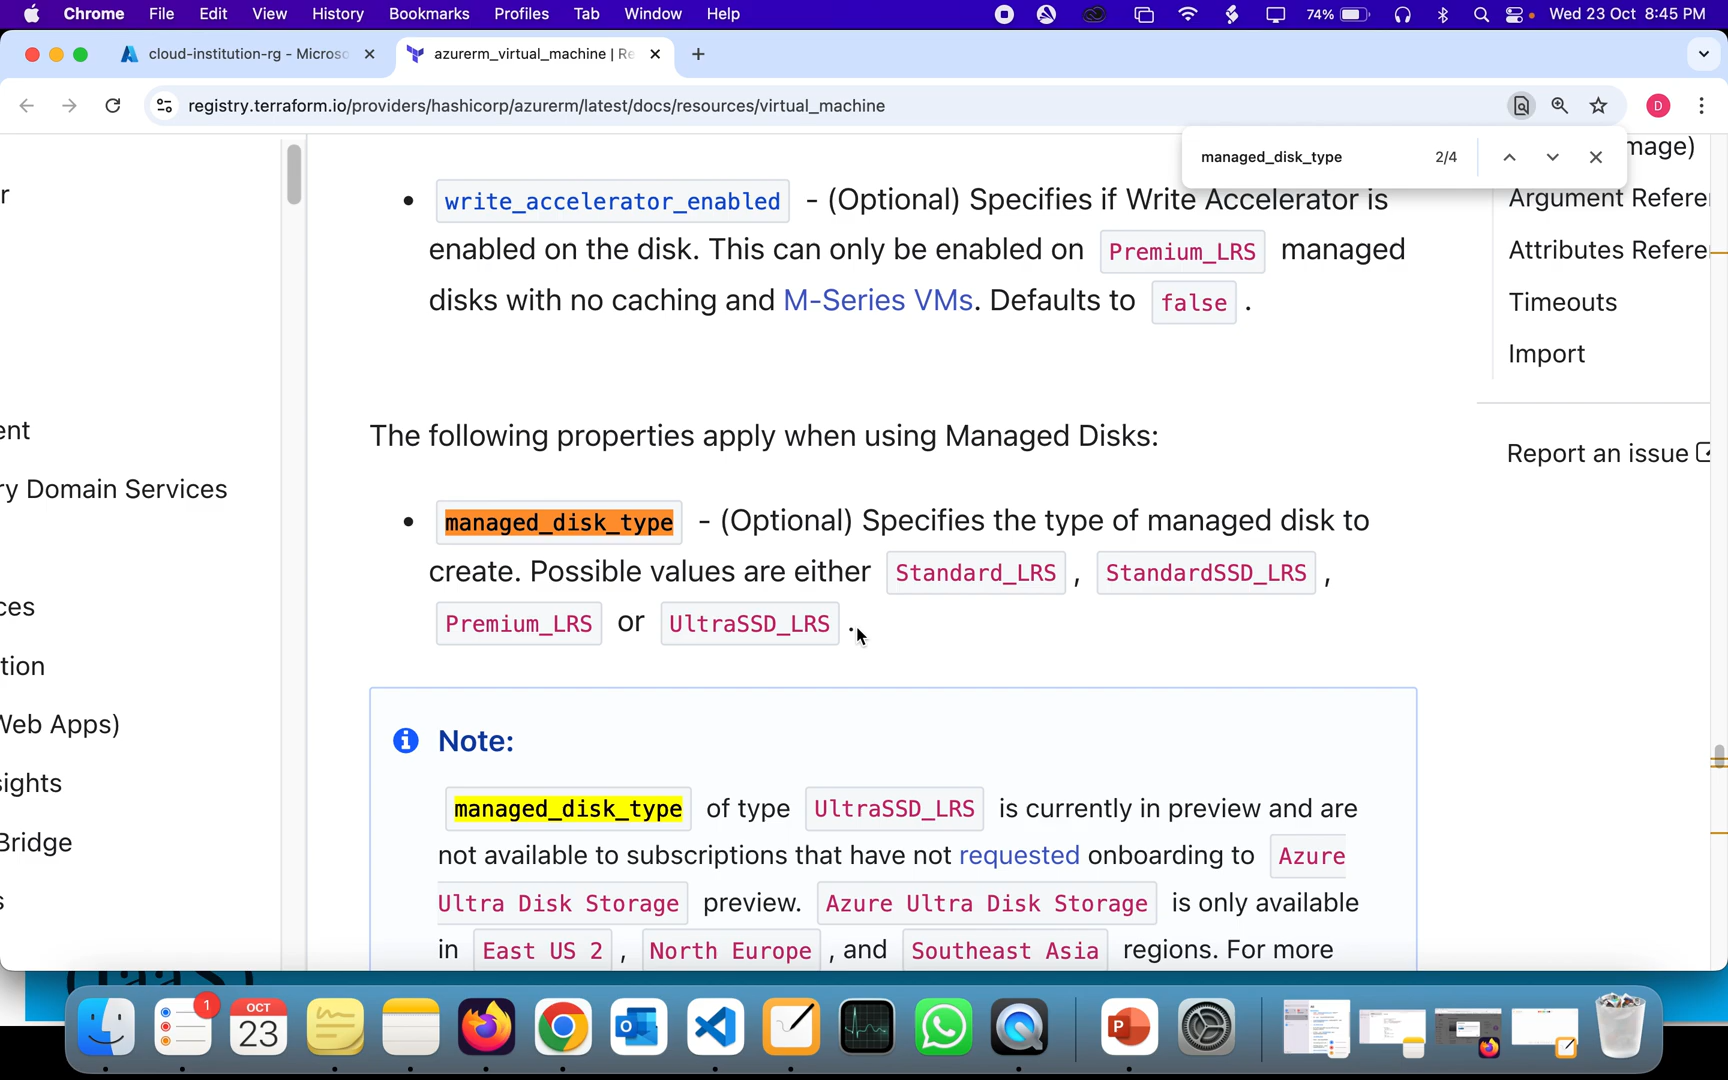 Chrome File Edit View History Bookmarks Profiles Tab Window Help 74% Wed 23 Oct 8:45 PM
cloud-institution-rg - Micros
azurerm_virtual_machine | Re
registry.terraform.io/providers/hashicorp/azurerm/latest/docs/resources/virtual_machine
D
managed_disk_type 2/4
mage)
r
write_accelerator_enabled - (Optional) Specifies if Write Accelerator is
enabled on the disk. This can only be enabled on Premium_LRS managed
disks with no caching and M-Series VMs. Defaults to false .
Argument Refere
Attributes Refere
Timeouts
Import
Report an issue
The following properties apply when using Managed Disks:
ent
ry Domain Services
managed_disk_type - (Optional) Specifies the type of managed disk to
create. Possible values are either Standard_LRS , StandardSSD_LRS ,
Premium_LRS or UltraSSD_LRS .
ces
tion
Web Apps)
sights
Bridge
s
Note:
managed_disk_type of type UltraSSD_LRS is currently in preview and are
not available to subscriptions that have not requested onboarding to Azure
Ultra Disk Storage preview. Azure Ultra Disk Storage is only available
in East US 2 , North Europe , and Southeast Asia regions. For more
1
OCT
23